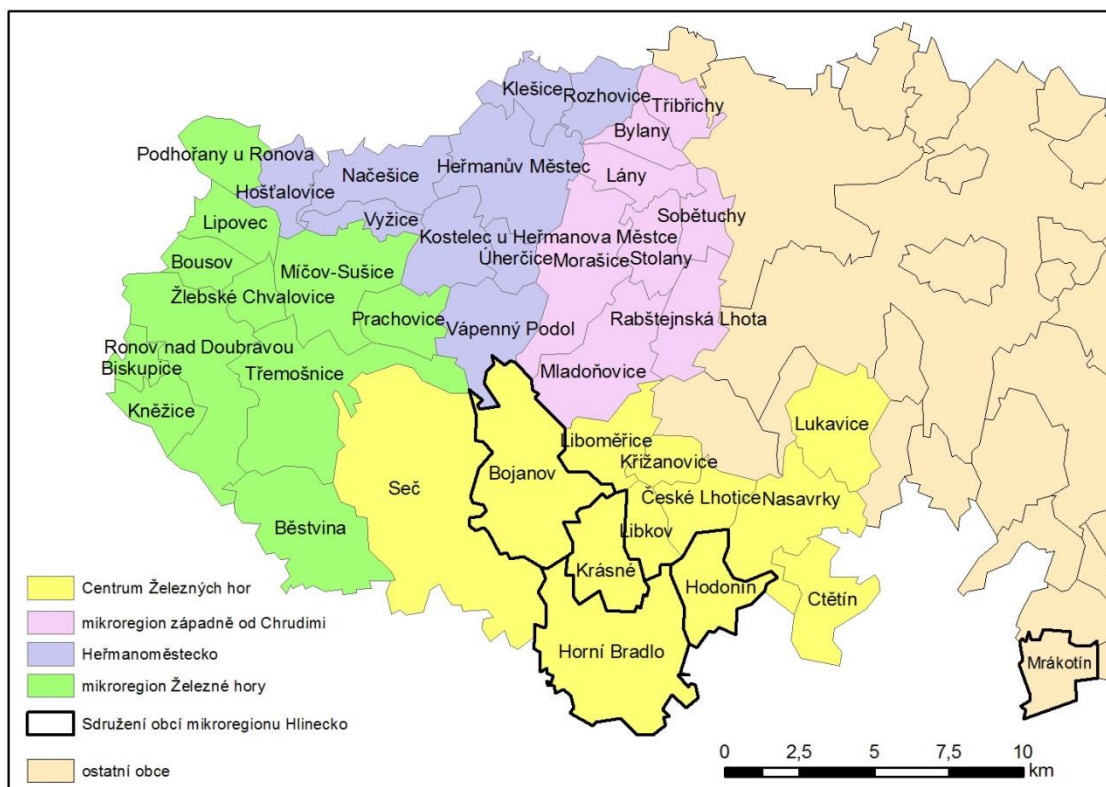 Klešice
Rozhovice
Třibřichy
Bylany
Podhořany u Ronova
Heřmanův Městec
Načešice
Lány
Hošťalovice
Sobětuchy
Vyžice
Lipovec
Kostelec u Heřmanova Městce
Úherčice
Morašice
Stolany
Bousov
Míčov-Sušice
Žlebské Chvalovice
Prachovice
Rabštejnská Lhota
Vápenný Podol
Ronov nad Doubravou
Biskupice
Třemošnice
Mladoňovice
Kněžice
Lukavice
Liboměřice
Křižanovice
Bojanov
Seč
České Lhotice
Nasavrky
Běstvina
Libkov
Krásné
Hodonín
Ctětín
Horní Bradlo
Mrákotín
Centrum Železných hor
mikroregion západně od Chrudimi
Heřmanoměstecko
mikroregion Železné hory
Sdružení obcí mikroregionu Hlinecko
ostatní obce
0 2,5 5 7,5 10
km